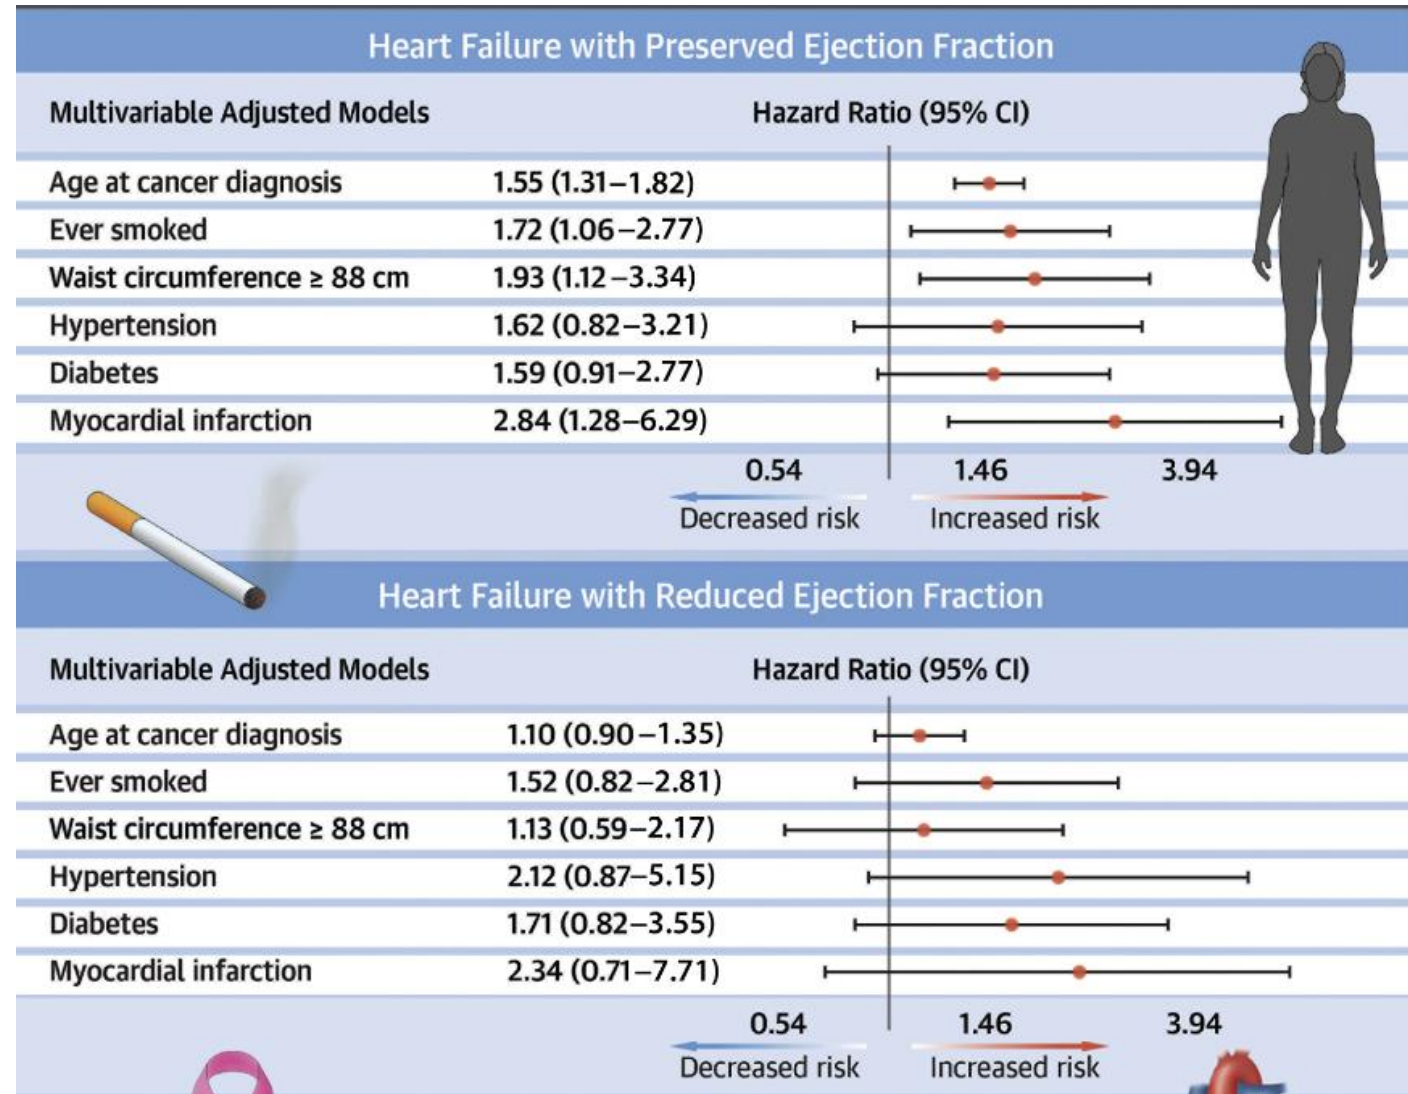 Heart Failure with Preserved Ejection Fraction
Multivariable Adjusted Models Hazard Ratio (95% CI)
Age at cancer diagnosis 1.55 (1.31–1.82)
Ever smoked 1.72 (1.06–2.77)
Waist circumference ≥ 88 cm 1.93 (1.12–3.34)
Hypertension 1.62 (0.82–3.21)
Diabetes 1.59 (0.91–2.77)
Myocardial infarction 2.84 (1.28–6.29)
0.54 1.46 3.94
Decreased risk Increased risk
Heart Failure with Reduced Ejection Fraction
Multivariable Adjusted Models Hazard Ratio (95% CI)
Age at cancer diagnosis 1.10 (0.90–1.35)
Ever smoked 1.52 (0.82–2.81)
Waist circumference ≥ 88 cm 1.13 (0.59–2.17)
Hypertension 2.12 (0.87–5.15)
Diabetes 1.71 (0.82–3.55)
Myocardial infarction 2.34 (0.71–7.71)
0.54 1.46 3.94
Decreased risk Increased risk